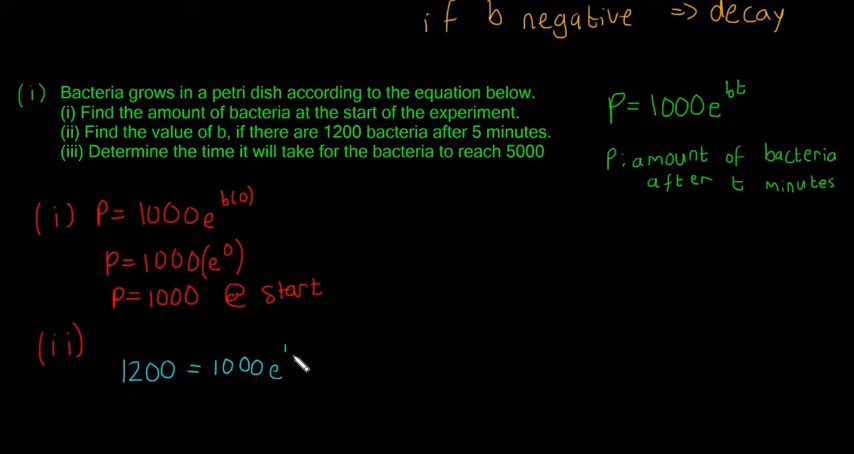 if b negative => decay
(i) Bacteria grows in a petri dish according to the equation below.
(i) Find the amount of bacteria at the start of the experiment.
(ii) Find the value of b, if there are 1200 bacteria after 5 minutes.
(iii) Determine the time it will take for the bacteria to reach 5000
P = 1000e^{bt}
P: amount of bacteria
after t minutes
(i) P = 1000e^{b(0)}
P = 1000(e^0)
P = 1000 @ start
(ii)
1200 = 1000e